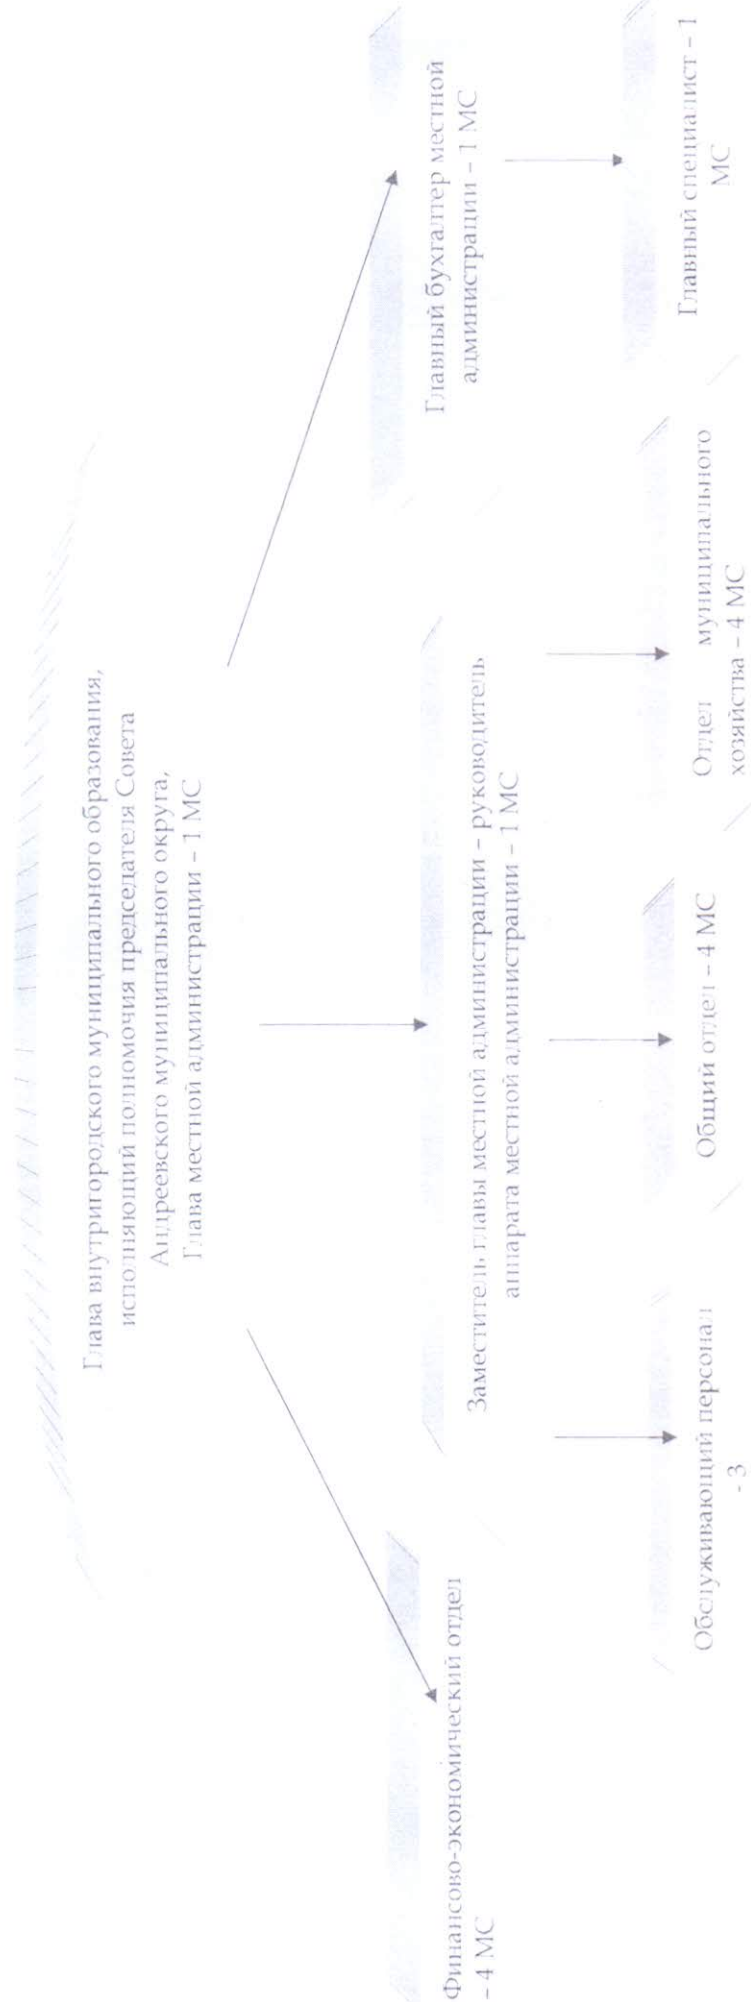 Глава внутригородского муниципального образования,
исполняющий полномочия председателя Совета
Андреевского муниципального округа,
Глава местной администрации – 1 МС
Финансово-экономический отдел
– 4 МС
Заместитель главы местной администрации – руководитель
аппарата местной администрации – 1 МС
Главный бухгалтер местной
администрации – 1 МС
Обслуживающий персонал
- 3
Общий отдел – 4 МС
Отдел муниципального
хозяйства – 4 МС
Главный специалист – 1
МС